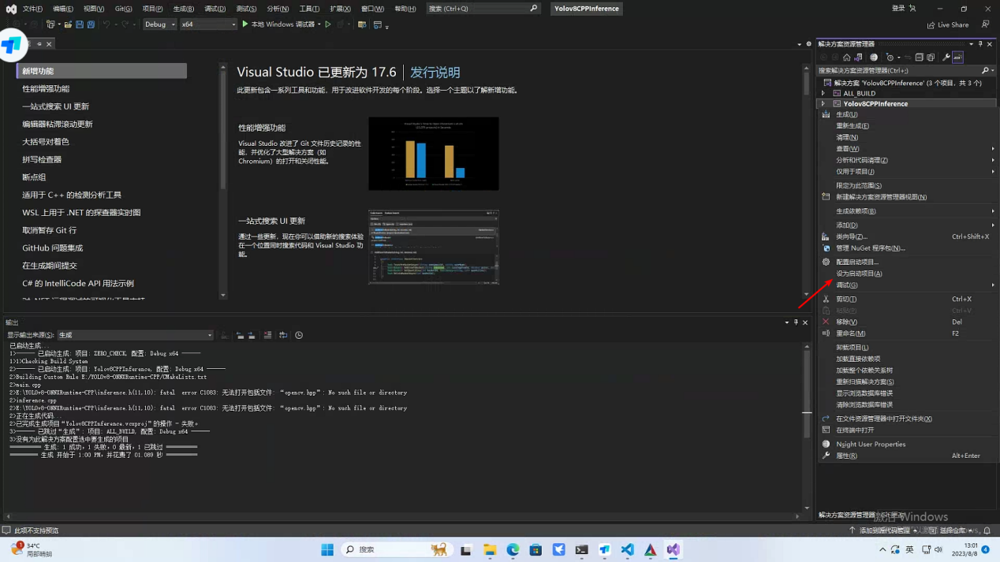 文件(F) 编辑(E) 视图(V) Git(G) 项目(P) 生成(B) 调试(D) 测试(S) 分析(N) 工具(T) 扩展(X) 窗口(W) 帮助(H) 搜索 (Ctrl+Q) Yolov8CPPInference 登录
Debug x64 本地 Windows 调试器 Live Share
新增功能
性能增强功能
一站式搜索 UI 更新
编辑器粘滞滚动更新
大括号对着色
拼写检查器
断点组
适用于 C++ 的检测分析工具
WSL 上用于 .NET 的探查器实时图
取消暂存 Git 行
GitHub 问题集成
在生成时间提交
C# 的 IntelliCode API 用法示例
Visual Studio 已更新为 17.6 发行说明
此更新包含一系列工具和功能，用于改进软件开发的每个阶段。选择一个主题以了解新增功能。
性能增强功能
Visual Studio 改进了 Git 文件历史记录的性
能，并优化了大型解决方案（如
Chromium）的打开和关闭性能。
一站式搜索 UI 更新
通过一些更新，现在你可以借助新的搜索体验
在一个位置同时搜索代码和 Visual Studio 功
能。
解决方案资源管理器
搜索解决方案资源管理器(Ctrl+;)
解决方案 'Yolov8CPPInference' (3 个项目，共 3 个)
ALL_BUILD
Yolov8CPPInference
生成(U)
重新生成(E)
清理(N)
查看(W)
分析和代码清理(Z)
仅用于项目(J)
限定为此范围(S)
新建解决方案资源管理器视图(N)
生成依赖项(B)
添加(D)
类向导(Z)... Ctrl+Shift+X
管理 NuGet 程序包(N)...
配置启动项目...
设为启动项目(A)
调试(G)
剪切(T) Ctrl+X
粘贴(P) Ctrl+V
移除(V) Del
重命名(M) F2
卸载项目(L)
加载直接依赖项
加载整个依赖关系树
重新扫描解决方案(S)
显示浏览数据库错误
清除浏览数据库错误
在文件资源管理器中打开文件夹(X)
在终端中打开
Nsight User Properties
属性(R) Alt+Enter
输出
显示输出来源(S): 生成
已启动生成...
1>------ 已启动生成: 项目: ZERO_CHECK, 配置: Debug x64 ------
1>1>Checking Build System
2>------ 已启动生成: 项目: Yolov8CPPInference, 配置: Debug x64 ------
2>Building Custom Rule E:/YOLOv8-ONNXRuntime-CPP/CMakeLists.txt
2>main.cpp
2>E:\YOLOv8-ONNXRuntime-CPP\inference.h(11,10): fatal error C1083: 无法打开包括文件: “opencv.hpp”: No such file or directory
2>inference.cpp
2>E:\YOLOv8-ONNXRuntime-CPP\inference.h(11,10): fatal error C1083: 无法打开包括文件: “opencv.hpp”: No such file or directory
2>正在生成代码...
2>已完成生成项目“Yolov8CPPInference.vcxproj”的操作 - 失败。
3>------ 已跳过“生成”: 项目: ALL_BUILD, 配置: Debug x64 ------
3>没有为此解决方案配置选中要生成的项目
========== 生成: 1 成功，1 失败，0 最新，1 已跳过 ==========
========== 生成 开始于 1:00 PM，并花费了 01.089 秒 ==========
解决方案资源管理器
激活 Windows
此项不支持预览 添加到源代码管理 选择仓库
34°C
局部晴朗
搜索
英
13:01
2023/8/8